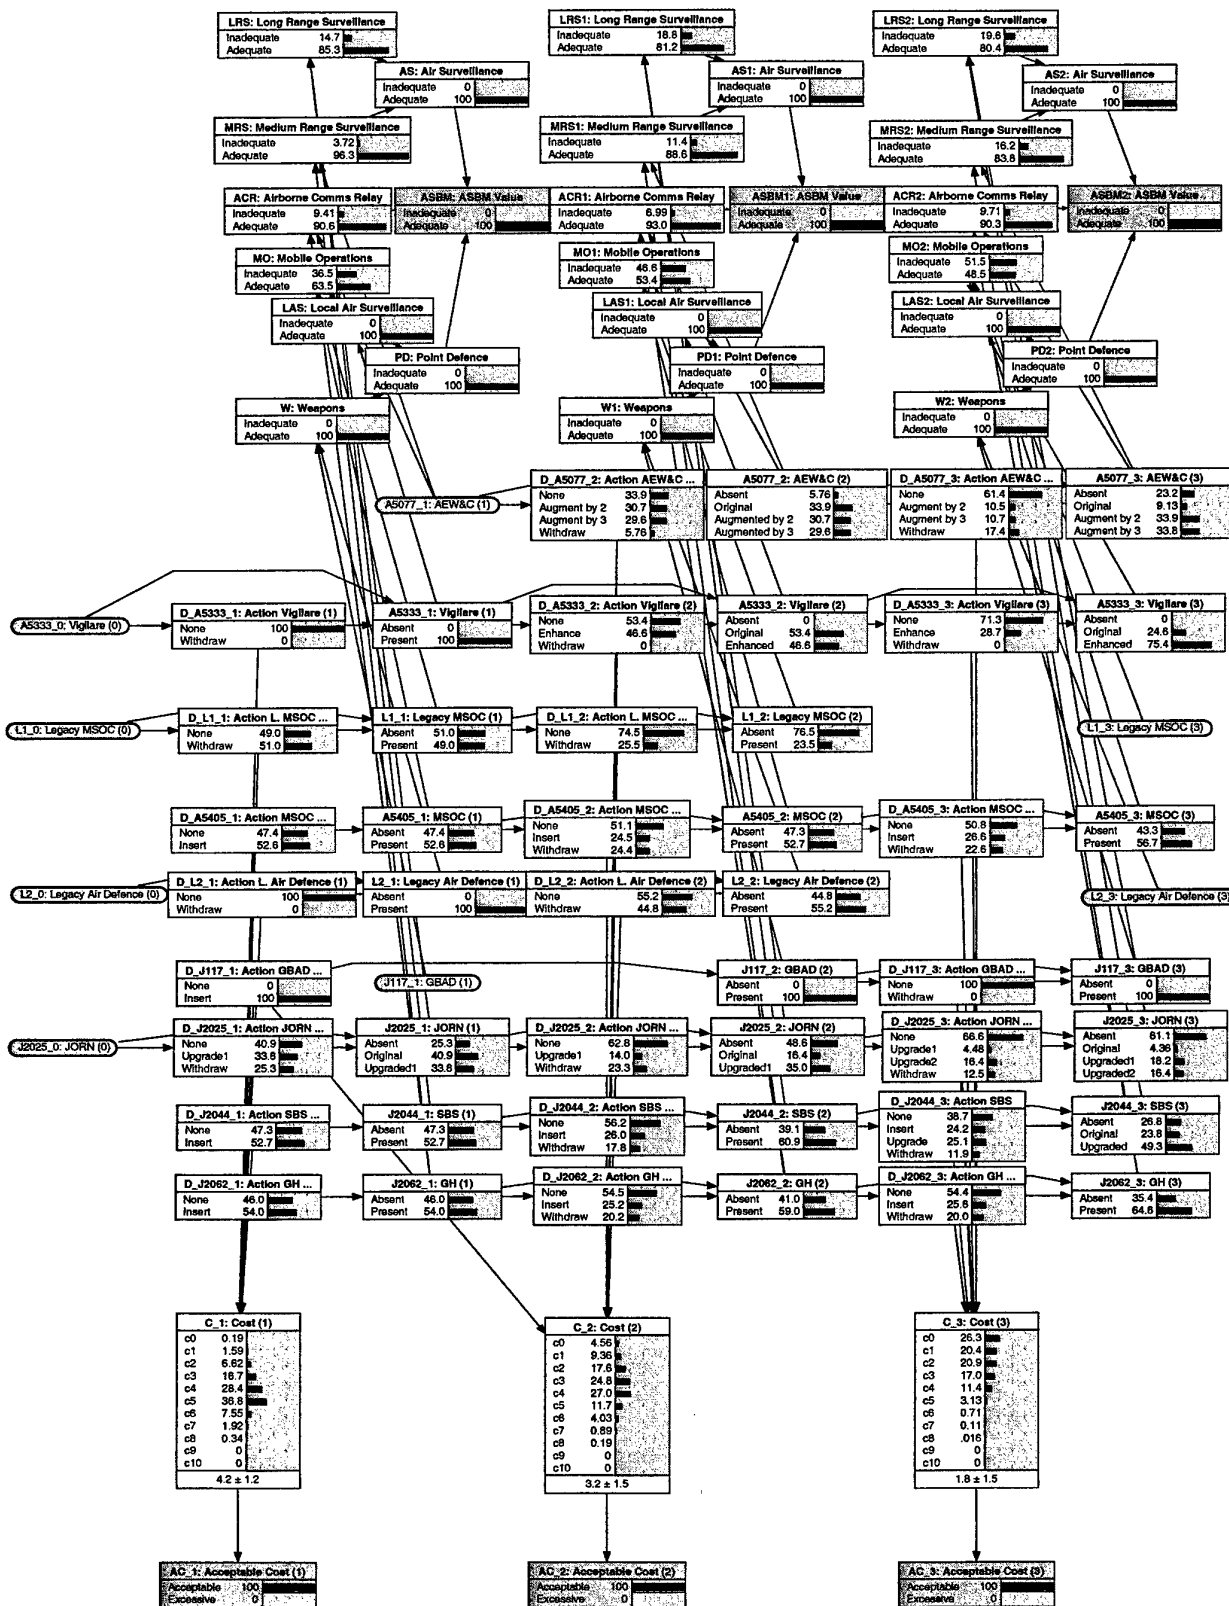 LRS: Long Range Surveillance
Inadequate 14.7
Adequate 85.3
LRS1: Long Range Surveillance
Inadequate 18.8
Adequate 81.2
LRS2: Long Range Surveillance
Inadequate 19.6
Adequate 80.4
AS: Air Surveillance
Inadequate 0
Adequate 100
AS1: Air Surveillance
Inadequate 0
Adequate 100
AS2: Air Surveillance
Inadequate 0
Adequate 100
MRS: Medium Range Surveillance
Inadequate 3.72
Adequate 96.3
MRS1: Medium Range Surveillance
Inadequate 11.4
Adequate 88.6
MRS2: Medium Range Surveillance
Inadequate 16.2
Adequate 83.8
ACR: Airborne Comms Relay
Inadequate 9.41
Adequate 90.6
ASBM: ASBM Value
Inadequate 0
Adequate 100
ACR1: Airborne Comms Relay
Inadequate 6.99
Adequate 93.0
ASBM1: ASBM Value
Inadequate 0
Adequate 100
ACR2: Airborne Comms Relay
Inadequate 9.71
Adequate 90.3
ASBM2: ASBM Value
Inadequate 0
Adequate 100
MO: Mobile Operations
Inadequate 36.5
Adequate 63.5
MO1: Mobile Operations
Inadequate 46.6
Adequate 53.4
MO2: Mobile Operations
Inadequate 51.5
Adequate 48.5
LAS: Local Air Surveillance
Inadequate 0
Adequate 100
LAS1: Local Air Surveillance
Inadequate 0
Adequate 100
LAS2: Local Air Surveillance
Inadequate 0
Adequate 100
PD: Point Defence
Inadequate 0
Adequate 100
PD1: Point Defence
Inadequate 0
Adequate 100
PD2: Point Defence
Inadequate 0
Adequate 100
W: Weapons
Inadequate 0
Adequate 100
W1: Weapons
Inadequate 0
Adequate 100
W2: Weapons
Inadequate 0
Adequate 100
A5077_1: AEW&C (1)
D_A5077_2: Action AEW&C ...
None 33.9
Augment by 2 30.7
Augment by 3 29.6
Withdraw 5.76
A5077_2: AEW&C (2)
Absent 5.76
Original 33.9
Augmented by 2 30.7
Augmented by 3 29.6
D_A5077_3: Action AEW&C ...
None 61.4
Augment by 2 10.5
Augment by 3 10.7
Withdraw 17.4
A5077_3: AEW&C (3)
Absent 23.2
Original 9.13
Augment by 2 33.9
Augment by 3 33.8
A5333_0: Vigilare (0)
D_A5333_1: Action Vigilare (1)
None 100
Withdraw 0
A5333_1: Vigilare (1)
Absent 0
Present 100
D_A5333_2: Action Vigilare (2)
None 53.4
Enhance 46.6
Withdraw 0
A5333_2: Vigilare (2)
Absent 0
Original 53.4
Enhanced 46.6
D_A5333_3: Action Vigilare (3)
None 71.3
Enhance 28.7
Withdraw 0
A5333_3: Vigilare (3)
Absent 0
Original 24.6
Enhanced 75.4
L1_0: Legacy MSOC (0)
D_L1_1: Action L. MSOC ...
None 49.0
Withdraw 51.0
L1_1: Legacy MSOC (1)
Absent 51.0
Present 49.0
D_L1_2: Action L. MSOC ...
None 74.5
Withdraw 25.5
L1_2: Legacy MSOC (2)
Absent 76.5
Present 23.5
L1_3: Legacy MSOC (3)
D_A5405_1: Action MSOC ...
None 47.4
Insert 52.6
A5405_1: MSOC (1)
Absent 47.4
Present 52.6
D_A5405_2: Action MSOC ...
None 51.1
Insert 24.5
Withdraw 24.4
A5405_2: MSOC (2)
Absent 47.3
Present 52.7
D_A5405_3: Action MSOC ...
None 50.8
Insert 26.6
Withdraw 22.6
A5405_3: MSOC (3)
Absent 43.3
Present 56.7
L2_0: Legacy Air Defence (0)
D_L2_1: Action L. Air Defence (1)
None 100
Withdraw 0
L2_1: Legacy Air Defence (1)
Absent 0
Present 100
D_L2_2: Action L. Air Defence (2)
None 55.2
Withdraw 44.8
L2_2: Legacy Air Defence (2)
Absent 44.8
Present 55.2
L2_3: Legacy Air Defence (3)
D_J117_1: Action GBAD ...
None 0
Insert 100
J117_1: GBAD (1)
J117_2: GBAD (2)
Absent 0
Present 100
D_J117_3: Action GBAD ...
None 100
Withdraw 0
J117_3: GBAD (3)
Absent 0
Present 100
J2025_0: JORN (0)
D_J2025_1: Action JORN ...
None 40.9
Upgrade1 33.8
Withdraw 25.3
J2025_1: JORN (1)
Absent 25.3
Original 40.9
Upgraded1 33.8
D_J2025_2: Action JORN ...
None 62.8
Upgrade1 14.0
Withdraw 23.3
J2025_2: JORN (2)
Absent 48.6
Original 16.4
Upgraded1 35.0
D_J2025_3: Action JORN ...
None 66.6
Upgrade1 4.48
Upgrade2 16.4
Withdraw 12.5
J2025_3: JORN (3)
Absent 61.1
Original 4.36
Upgraded1 18.2
Upgraded2 16.4
D_J2044_1: Action SBS ...
None 47.3
Insert 52.7
J2044_1: SBS (1)
Absent 47.3
Present 52.7
D_J2044_2: Action SBS ...
None 56.2
Insert 26.0
Withdraw 17.8
J2044_2: SBS (2)
Absent 39.1
Present 60.9
D_J2044_3: Action SBS
None 38.7
Insert 24.2
Upgrade 25.1
Withdraw 11.9
J2044_3: SBS (3)
Absent 26.8
Original 23.8
Upgraded 49.3
D_J2062_1: Action GH ...
None 46.0
Insert 54.0
J2062_1: GH (1)
Absent 46.0
Present 54.0
D_J2062_2: Action GH ...
None 54.5
Insert 25.2
Withdraw 20.2
J2062_2: GH (2)
Absent 41.0
Present 59.0
D_J2062_3: Action GH ...
None 54.4
Insert 25.6
Withdraw 20.0
J2062_3: GH (3)
Absent 35.4
Present 64.6
C_1: Cost (1)
c0 0.19
c1 1.59
c2 6.62
c3 16.7
c4 28.4
c5 36.8
c6 7.55
c7 1.92
c8 0.34
c9 0
c10 0
4.2 ± 1.2
C_2: Cost (2)
c0 4.56
c1 9.36
c2 17.6
c3 24.8
c4 27.0
c5 11.7
c6 4.03
c7 0.89
c8 0.19
c9 0
c10 0
3.2 ± 1.5
C_3: Cost (3)
c0 26.3
c1 20.4
c2 20.9
c3 17.0
c4 11.4
c5 3.13
c6 0.71
c7 0.11
c8 .016
c9 0
c10 0
1.8 ± 1.5
AC_1: Acceptable Cost (1)
Acceptable 100
Excessive 0
AC_2: Acceptable Cost (2)
Acceptable 100
Excessive 0
AC_3: Acceptable Cost (3)
Acceptable 100
Excessive 0